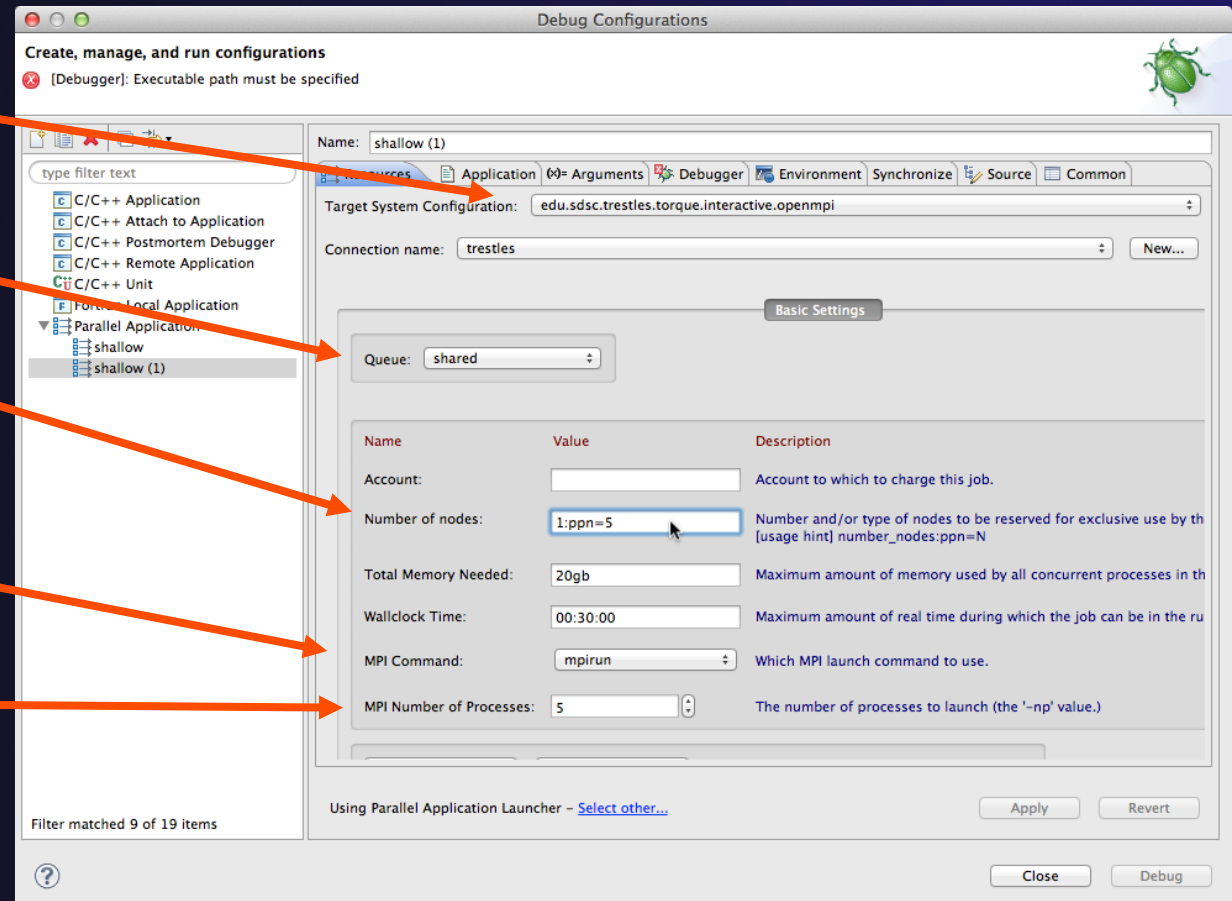 Debug Configurations
Create, manage, and run configurations
[Debugger]: Executable path must be specified
type filter text
C/C++ Application
C/C++ Attach to Application
C/C++ Postmortem Debugger
C/C++ Remote Application
C/C++ Unit
Fortran Local Application
Parallel Application
shallow
shallow (1)
Filter matched 9 of 19 items
Name: shallow (1)
Resources Application (x)= Arguments Debugger Environment Synchronize Source Common
Target System Configuration: edu.sdsc.trestles.torque.interactive.openmpi
Connection name: trestles New...
Basic Settings
Queue: shared
Name Value Description
Account: Account to which to charge this job.
Number of nodes: 1:ppn=5 Number and/or type of nodes to be reserved for exclusive use by th
[usage hint] number_nodes:ppn=N
Total Memory Needed: 20gb Maximum amount of memory used by all concurrent processes in th
Wallclock Time: 00:30:00 Maximum amount of real time during which the job can be in the ru
MPI Command: mpirun Which MPI launch command to use.
MPI Number of Processes: 5 The number of processes to launch (the '-np' value.)
Using Parallel Application Launcher - Select other... Apply Revert
? Close Debug